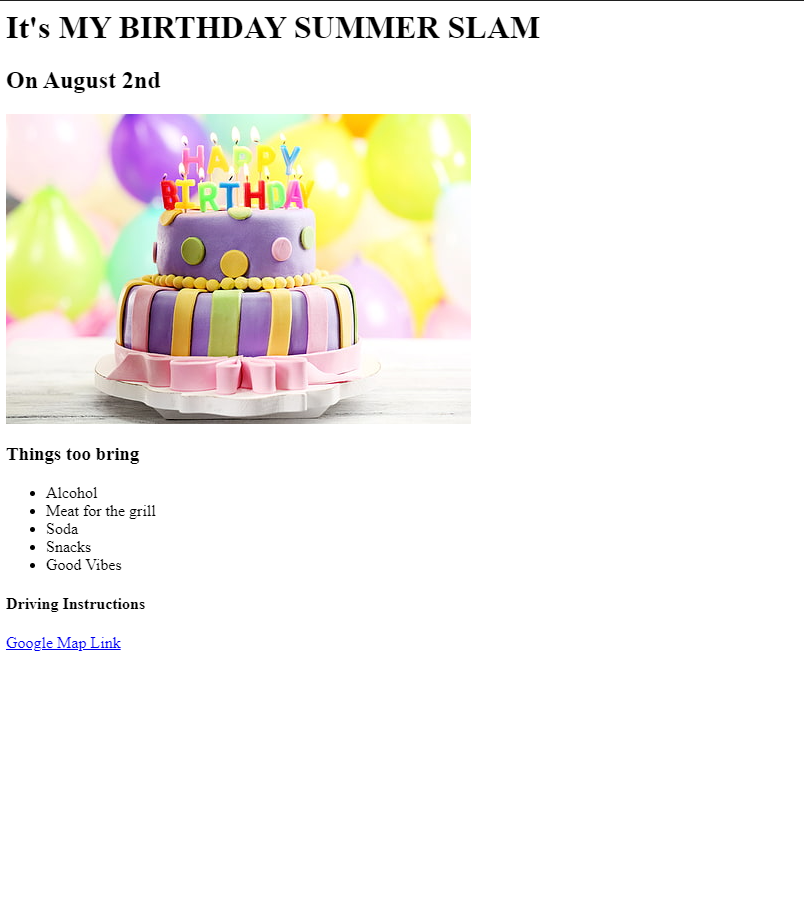 It's MY BIRTHDAY SUMMER SLAM
On August 2nd
HAPPY
BIRTHDAY
Things too bring
Alcohol
Meat for the grill
Soda
Snacks
Good Vibes
Driving Instructions
Google Map Link